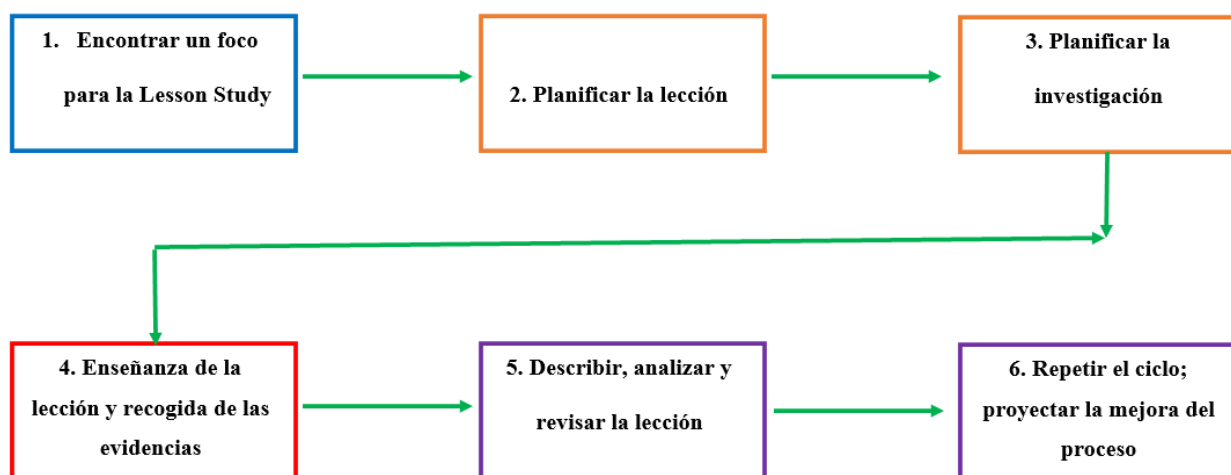 1. Encontrar un foco
para la Lesson Study
2. Planificar la lección
3. Planificar la
investigación
4. Enseñanza de la
lección y recogida de las
evidencias
5. Describir, analizar y
revisar la lección
6. Repetir el ciclo;
proyectar la mejora del
proceso